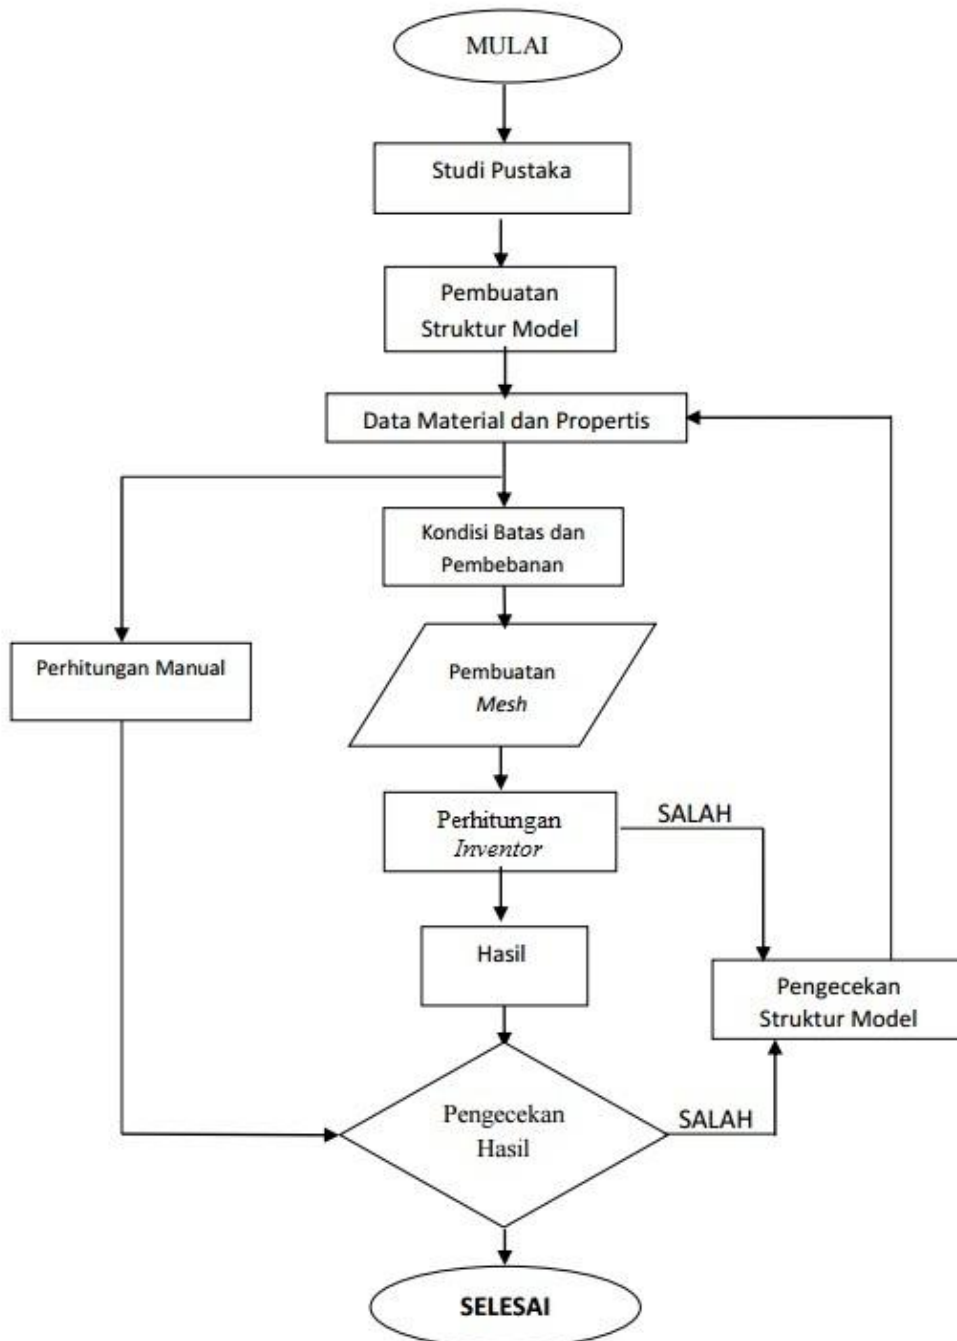 MULAI
Studi Pustaka
Pembuatan
Struktur Model
Data Material dan Propertis
Kondisi Batas dan
Pembebanan
Perhitungan Manual
Pembuatan
Mesh
Perhitungan
Inventor
SALAH
Hasil
Pengecekan
Struktur Model
Pengecekan
Hasil
SALAH
SELESAI